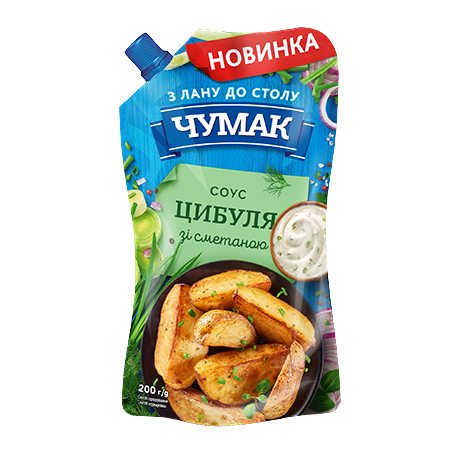 НОВИНКА
З ЛАНУ ДО СТОЛУ
ЧУМАК
СОУС
ЦИБУЛЯ
зі сметаною
200 г/g